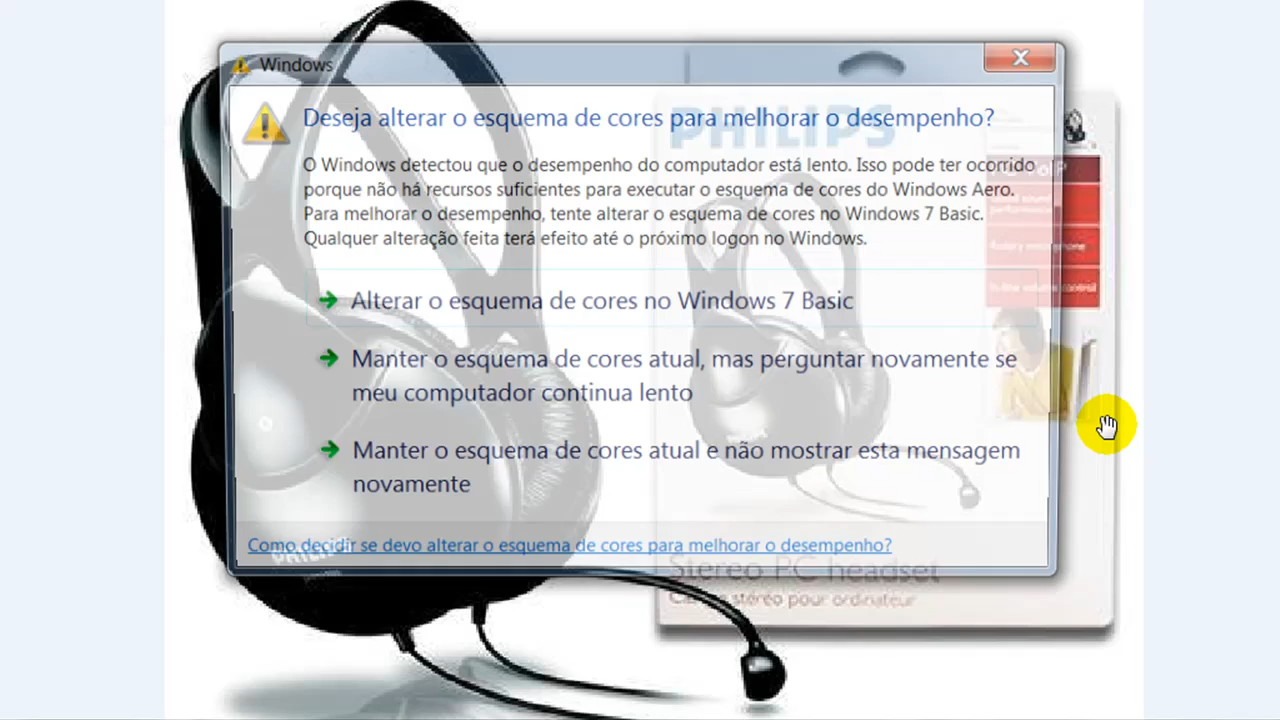 Windows
PHILIPS
Deseja alterar o esquema de cores para melhorar o desempenho?
O Windows detectou que o desempenho do computador está lento. Isso pode ter ocorrido
porque não há recursos suficientes para executar o esquema de cores do Windows Aero.
Para melhorar o desempenho, tente alterar o esquema de cores no Windows 7 Basic.
Qualquer alteração feita terá efeito até o próximo logon no Windows.
Alterar o esquema de cores no Windows 7 Basic
Manter o esquema de cores atual, mas perguntar novamente se
meu computador continua lento
Manter o esquema de cores atual e não mostrar esta mensagem
novamente
Como decidir se devo alterar o esquema de cores para melhorar o desempenho?
Stereo PC headset
stéréo pour ordinateur